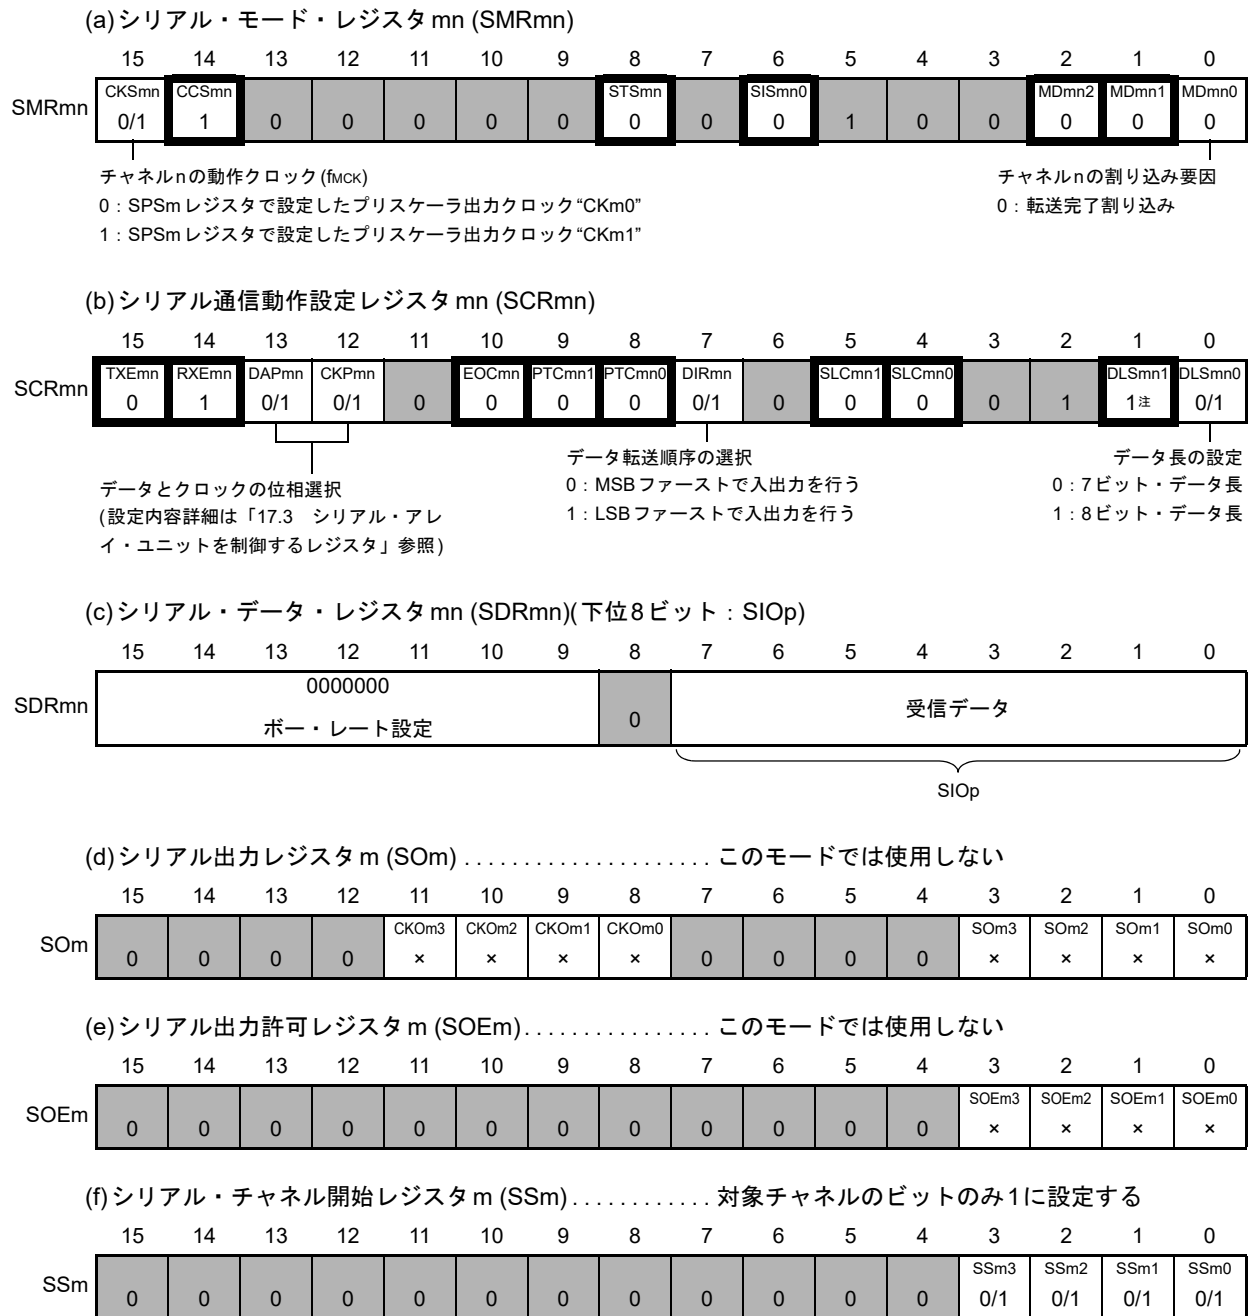 (a)シリアル・モード・レジスタmn (SMRmn)
15 14 13 12 11 10 9 8 7 6 5 4 3 2 1 0
CKSmn CCSmn STSmn SISmn0 MDmn2 MDmn1 MDmn0
SMRmn
0/1 1 0 0 0 0 0 0 0 0 1 0 0 0 0 0
チャネルnの動作クロック(fMCK)
0：SPSmレジスタで設定したプリスケーラ出力クロック“CKm0”
1：SPSmレジスタで設定したプリスケーラ出力クロック“CKm1”
チャネルnの割り込み要因
0：転送完了割り込み
(b)シリアル通信動作設定レジスタmn (SCRmn)
15 14 13 12 11 10 9 8 7 6 5 4 3 2 1 0
TXEmn RXEmn DAPmn CKPmn EOCmn PTCmn1 PTCmn0 DIRmn SLCmn1 SLCmn0 DLSmn1 DLSmn0
SCRmn
0 1 0/1 0/1 0 0 0 0 0/1 0 0 0 0 1 1注 0/1
データとクロックの位相選択
(設定内容詳細は「17.3　シリアル・アレ
イ・ユニットを制御するレジスタ」参照)
データ転送順序の選択
0：MSBファーストで入出力を行う
1：LSBファーストで入出力を行う
データ長の設定
0：7ビット・データ長
1：8ビット・データ長
(c)シリアル・データ・レジスタmn (SDRmn)(下位8ビット：SIOp)
15 14 13 12 11 10 9 8 7 6 5 4 3 2 1 0
SDRmn
0000000
ボー・レート設定
0
受信データ
SIOp
(d)シリアル出力レジスタm (SOm) . . . . . . . . . . . . . . . . . . . . . このモードでは使用しない
15 14 13 12 11 10 9 8 7 6 5 4 3 2 1 0
CKOm3 CKOm2 CKOm1 CKOm0 SOm3 SOm2 SOm1 SOm0
SOm
0 0 0 0 × × × × 0 0 0 0 × × × ×
(e)シリアル出力許可レジスタm (SOEm). . . . . . . . . . . . . . . . このモードでは使用しない
15 14 13 12 11 10 9 8 7 6 5 4 3 2 1 0
SOEm3 SOEm2 SOEm1 SOEm0
SOEm
0 0 0 0 0 0 0 0 0 0 0 0 × × × ×
(f)シリアル・チャネル開始レジスタm (SSm) . . . . . . . . . . . . 対象チャネルのビットのみ1に設定する
15 14 13 12 11 10 9 8 7 6 5 4 3 2 1 0
SSm3 SSm2 SSm1 SSm0
SSm
0 0 0 0 0 0 0 0 0 0 0 0 0/1 0/1 0/1 0/1